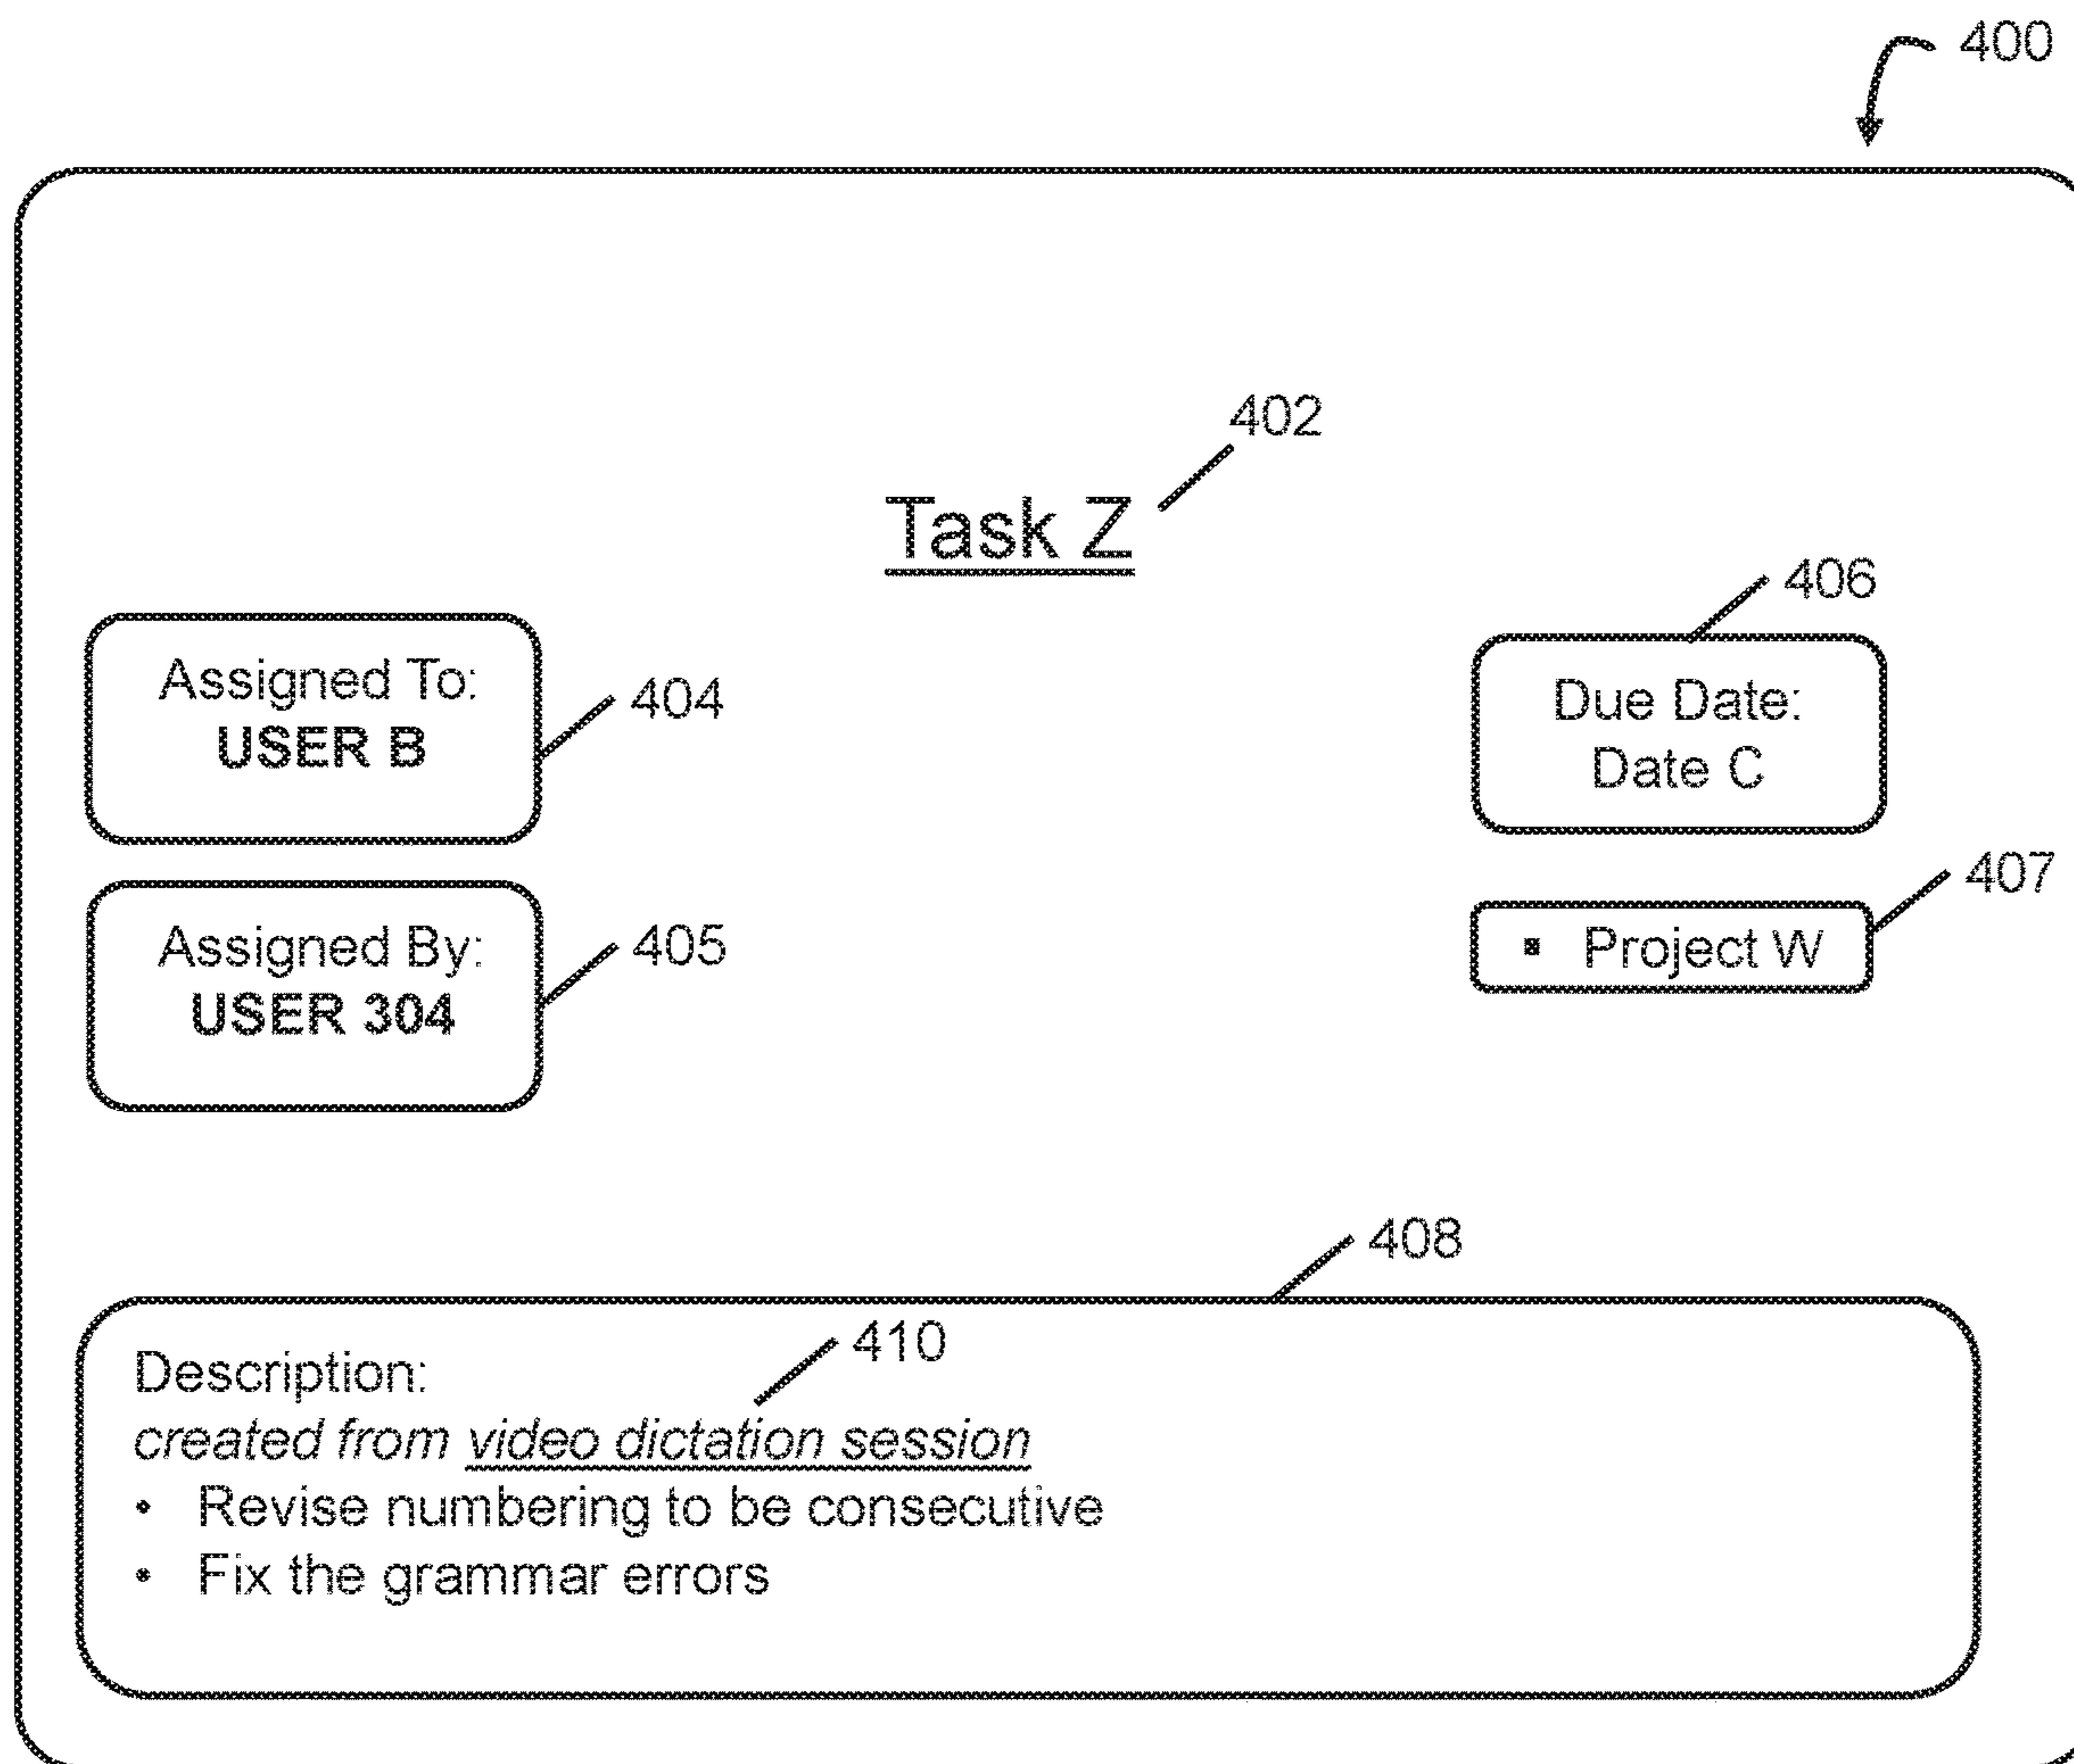 400
402
Task Z
406
Assigned To:
USER B
404
Due Date:
Date C
407
Assigned By:
USER 304
405
▪ Project W
408
Description:
410
created from video dictation session
• Revise numbering to be consecutive
• Fix the grammar errors